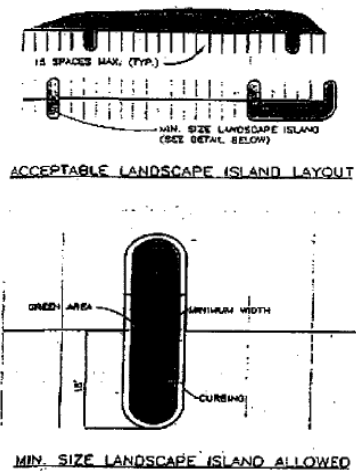 15 SPACES MAX. (TYP.)
MIN. SIZE LANDSCAPE ISLAND
(SEE DETAIL BELOW)
ACCEPTABLE LANDSCAPE ISLAND LAYOUT
GREEN AREA
MINIMUM WIDTH
CURBING
MIN. SIZE LANDSCAPE ISLAND ALLOWED